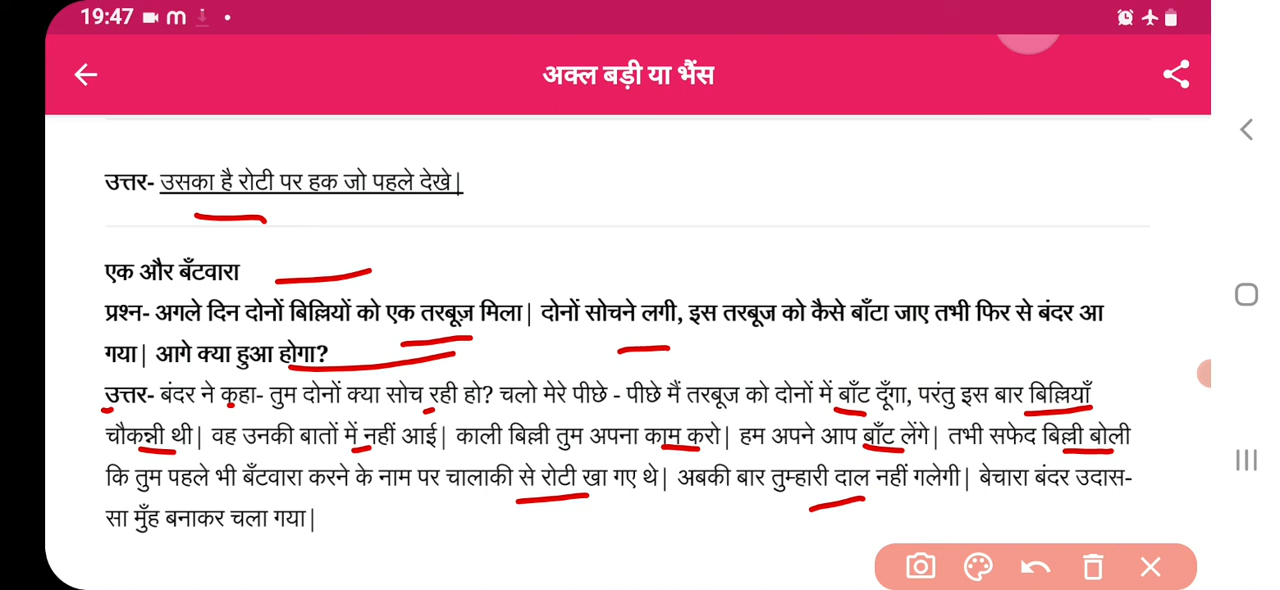 19:47
अक्ल बड़ी या भैंस
उत्तर- उसका है रोटी पर हक जो पहले देखे|
एक और बँटवारा
प्रश्न- अगले दिन दोनों बिल्लियों को एक तरबूज़ मिला| दोनों सोचने लगी, इस तरबूज को कैसे बाँटा जाए तभी फिर से बंदर आ
गया| आगे क्या हुआ होगा?
उत्तर- बंदर ने कहा- तुम दोनों क्या सोच रही हो? चलो मेरे पीछे - पीछे मैं तरबूज को दोनों में बाँट दूँगा, परंतु इस बार बिल्लियाँ
चौकन्नी थी| वह उनकी बातों में नहीं आई| काली बिल्ली तुम अपना काम करो| हम अपने आप बाँट लेंगे| तभी सफेद बिल्ली बोली
कि तुम पहले भी बँटवारा करने के नाम पर चालाकी से रोटी खा गए थे| अबकी बार तुम्हारी दाल नहीं गलेगी| बेचारा बंदर उदास-
सा मुँह बनाकर चला गया|